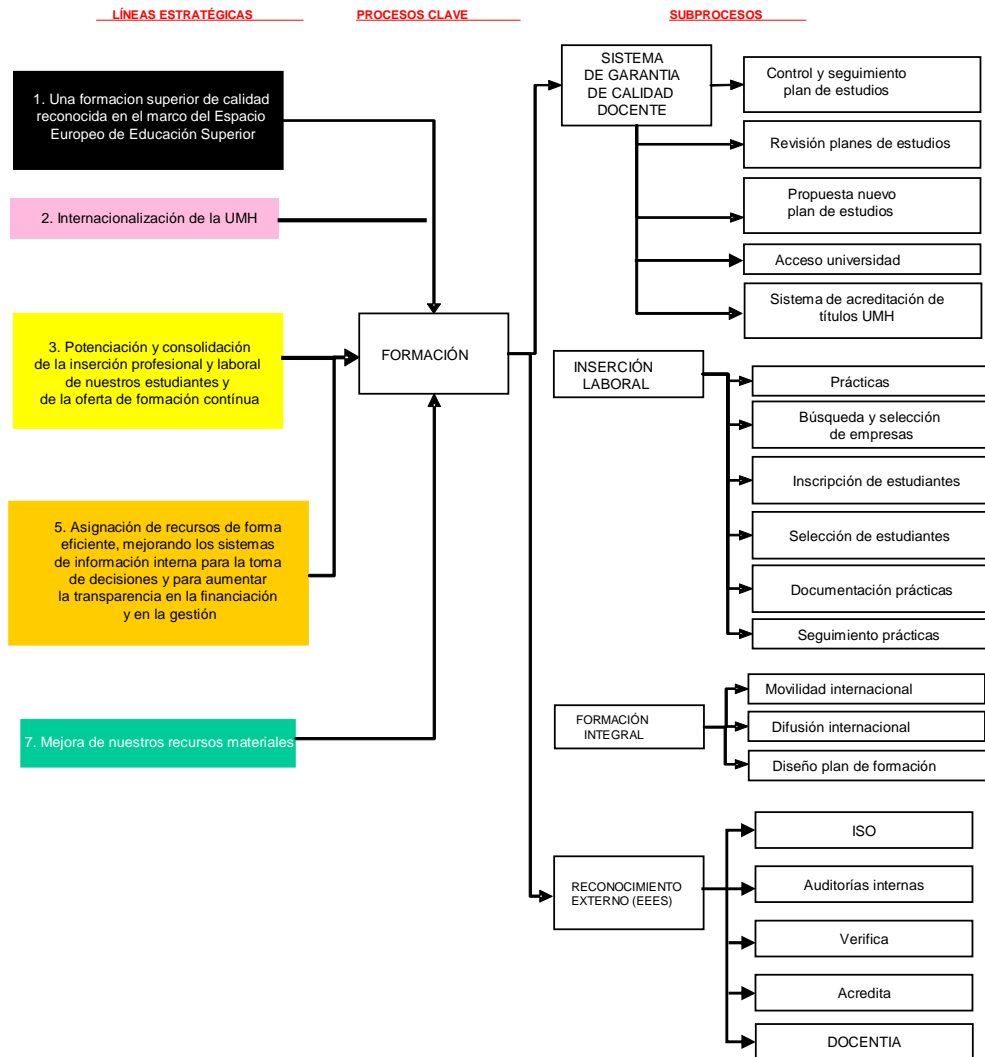 LÍNEAS ESTRATÉGICAS
PROCESOS CLAVE
SUBPROCESOS
1. Una formacion superior de calidad
reconocida en el marco del Espacio
Europeo de Educación Superior
2. Internacionalización de la UMH
3. Potenciación y consolidación
de la inserción profesional y laboral
de nuestros estudiantes y
de la oferta de formación contínua
5. Asignación de recursos de forma
eficiente, mejorando los sistemas
de información interna para la toma
de decisiones y para aumentar
la transparencia en la financiación
y en la gestión
7. Mejora de nuestros recursos materiales
FORMACIÓN
SISTEMA
DE GARANTIA
DE CALIDAD
DOCENTE
Control y seguimiento
plan de estudios
Revisión planes de estudios
Propuesta nuevo
plan de estudios
Acceso universidad
Sistema de acreditación de
títulos UMH
INSERCIÓN
LABORAL
Prácticas
Búsqueda y selección
de empresas
Inscripción de estudiantes
Selección de estudiantes
Documentación prácticas
Seguimiento prácticas
FORMACIÓN
INTEGRAL
Movilidad internacional
Difusión internacional
Diseño plan de formación
RECONOCIMIENTO
EXTERNO (EEES)
ISO
Auditorías internas
Verifica
Acredita
DOCENTIA